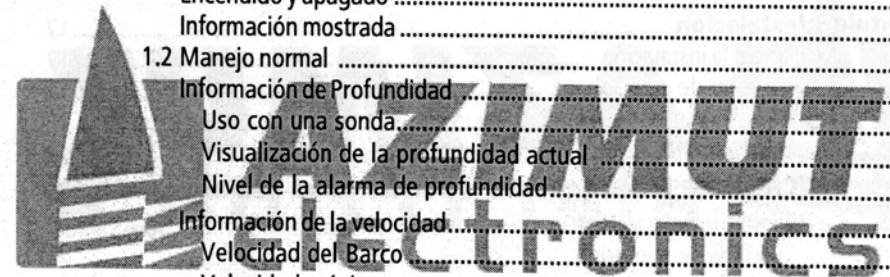 Encendido y apagado
Información mostrada
1.2 Manejo normal
Información de Profundidad
Uso con una sonda
Visualización de la profundidad actual
Nivel de la alarma de profundidad
Información de la velocidad
Velocidad del Barco
AZIMUT
electronics